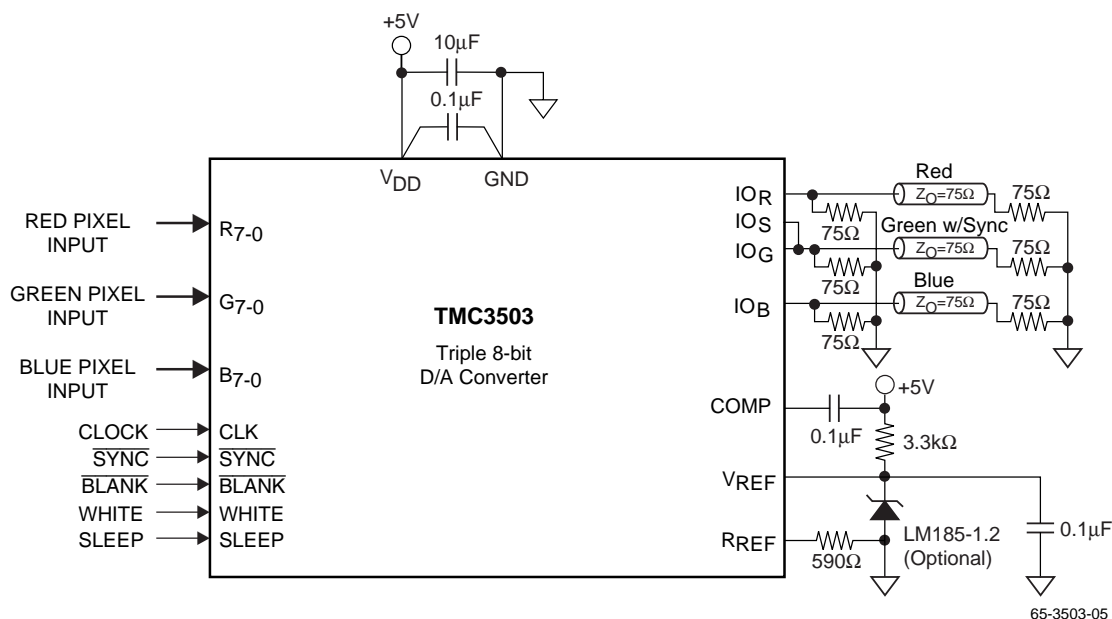 +5V
10μF
0.1μF
VDD
GND
RED PIXEL
INPUT
R7-0
GREEN PIXEL
INPUT
G7-0
BLUE PIXEL
INPUT
B7-0
CLOCK
CLK
SYNC
SYNC
BLANK
BLANK
WHITE
WHITE
SLEEP
SLEEP
TMC3503
Triple 8-bit
D/A Converter
IOR
IOS
IOG
IOB
COMP
VREF
RREF
Red
ZO=75Ω
75Ω
75Ω
Green w/Sync
ZO=75Ω
75Ω
75Ω
Blue
ZO=75Ω
75Ω
75Ω
+5V
0.1μF
3.3kΩ
LM185-1.2
(Optional)
0.1μF
590Ω
65-3503-05